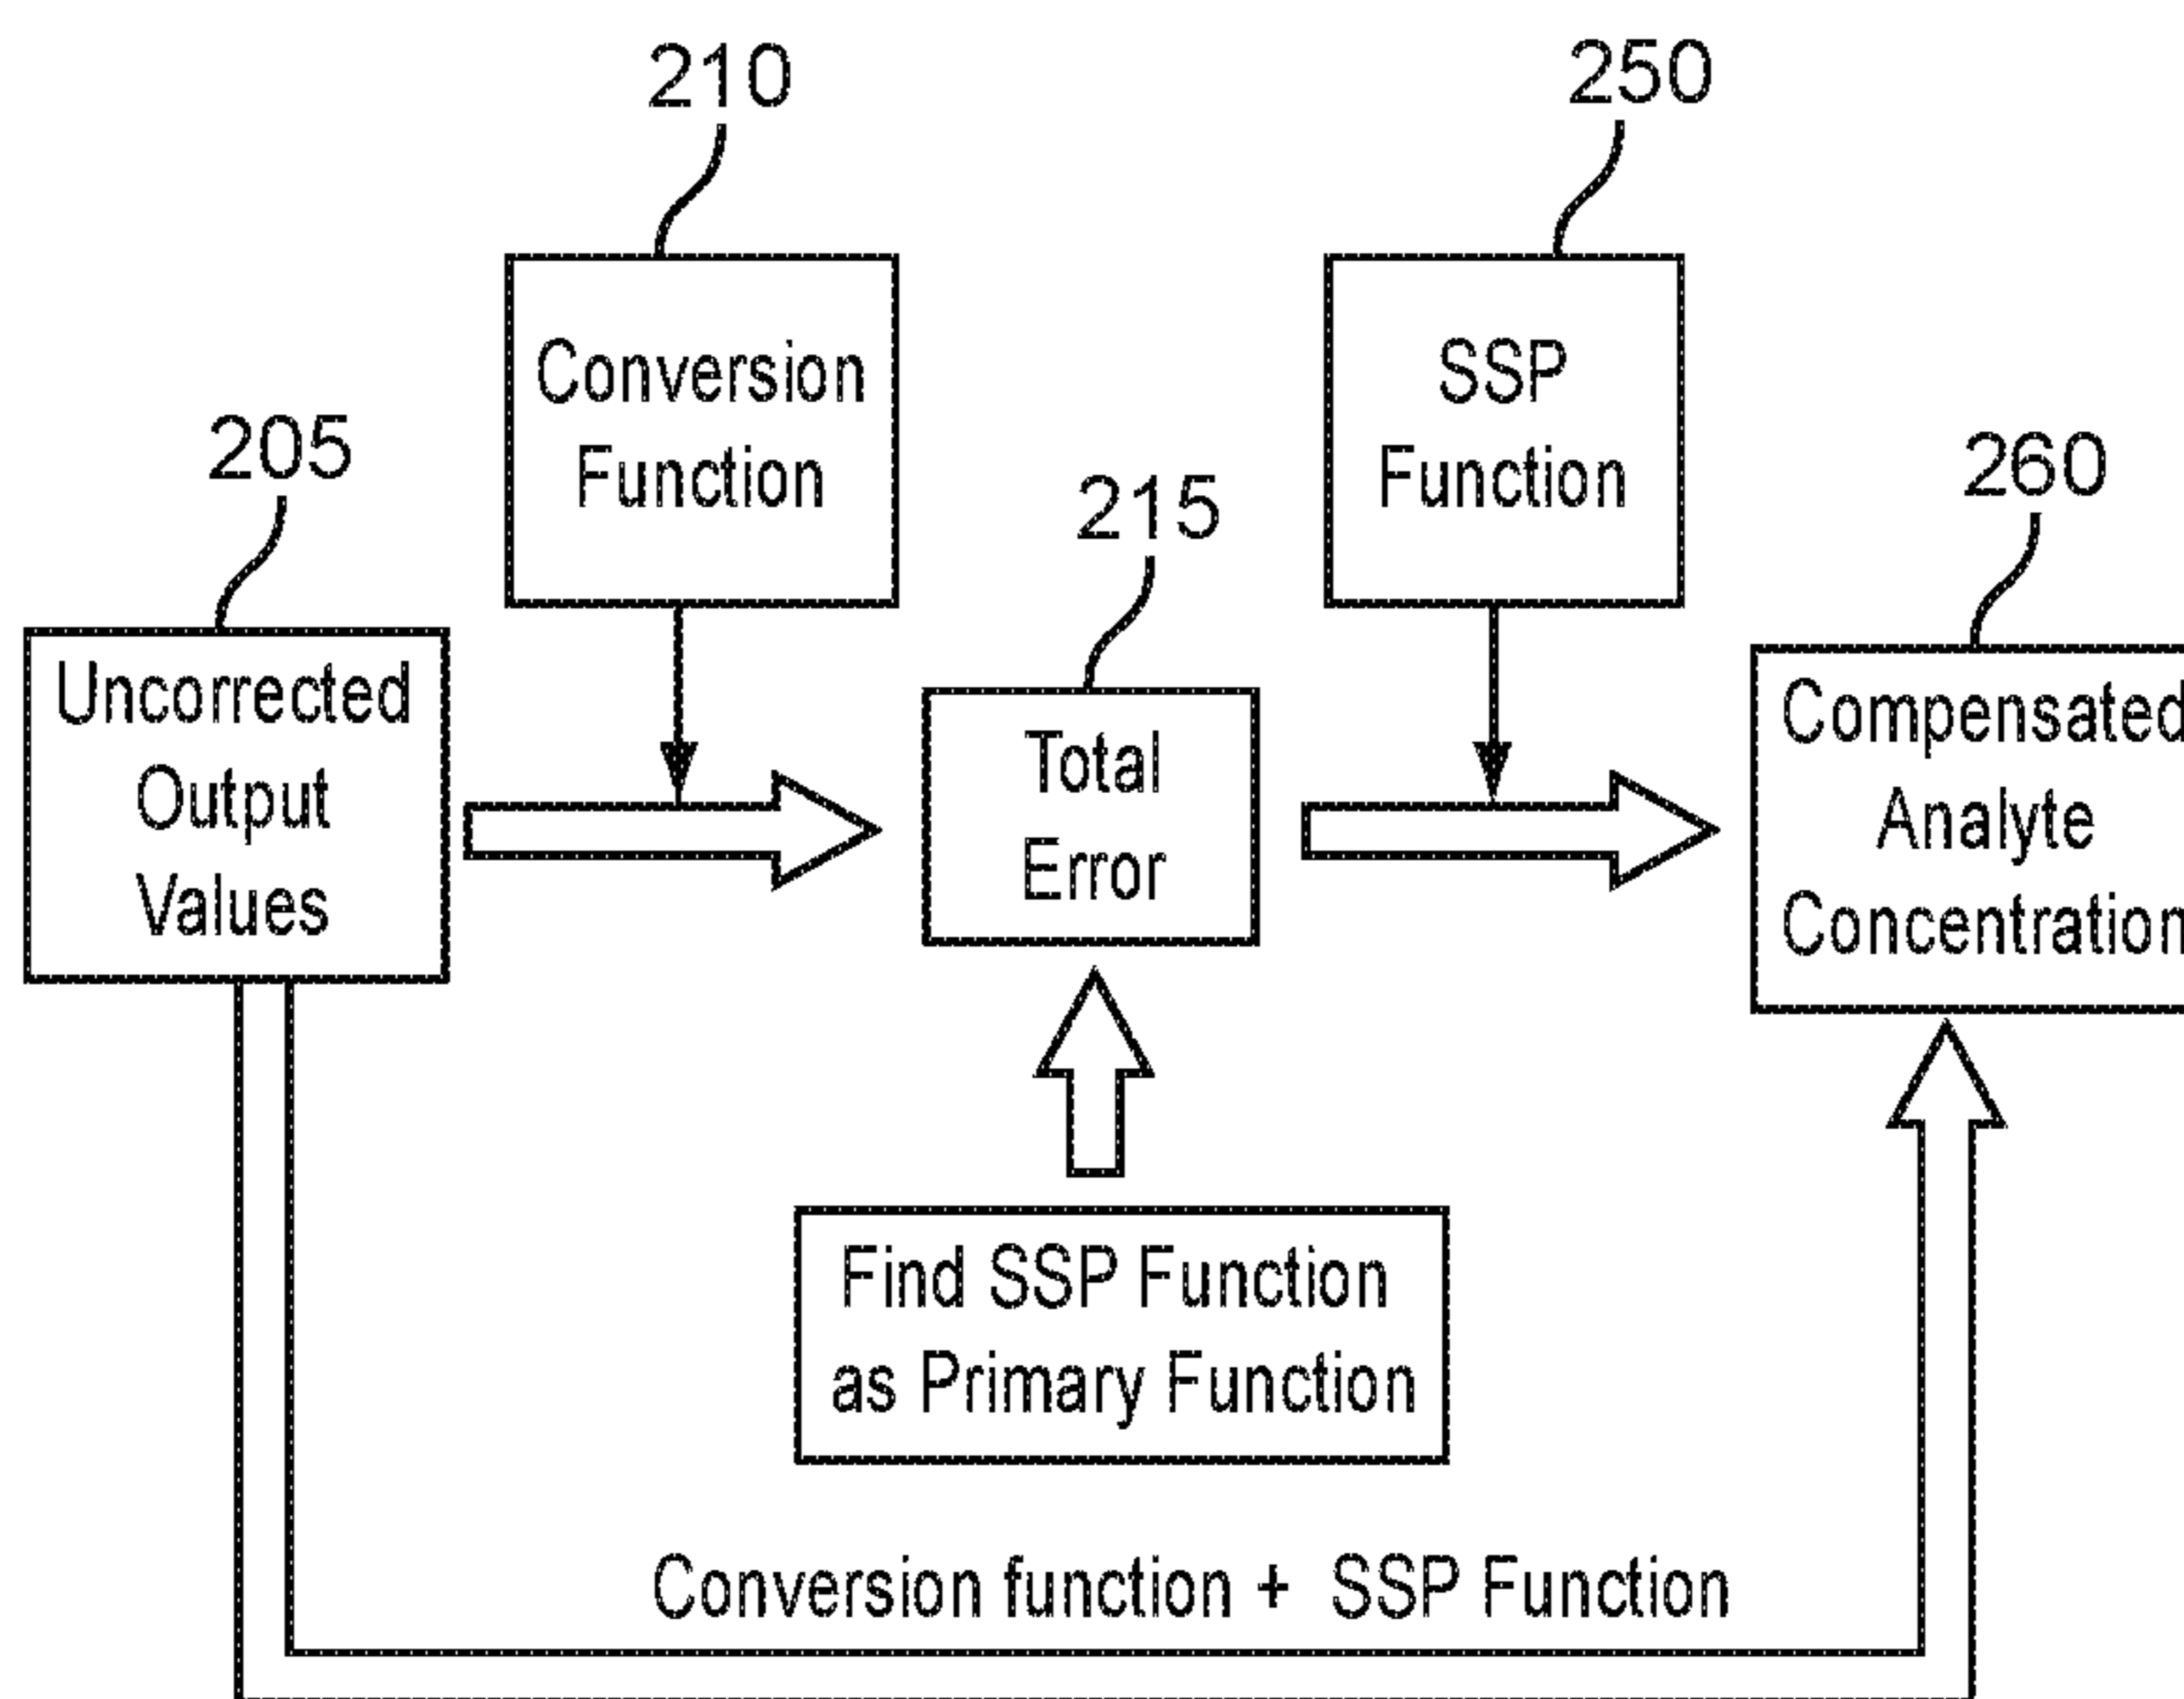 210
250
Conversion
Function
SSP
Function
205
215
260
Uncorrected
Output
Values
Total
Error
Compensated
Analyte
Concentration
Find SSP Function
as Primary Function
Conversion function + SSP Function